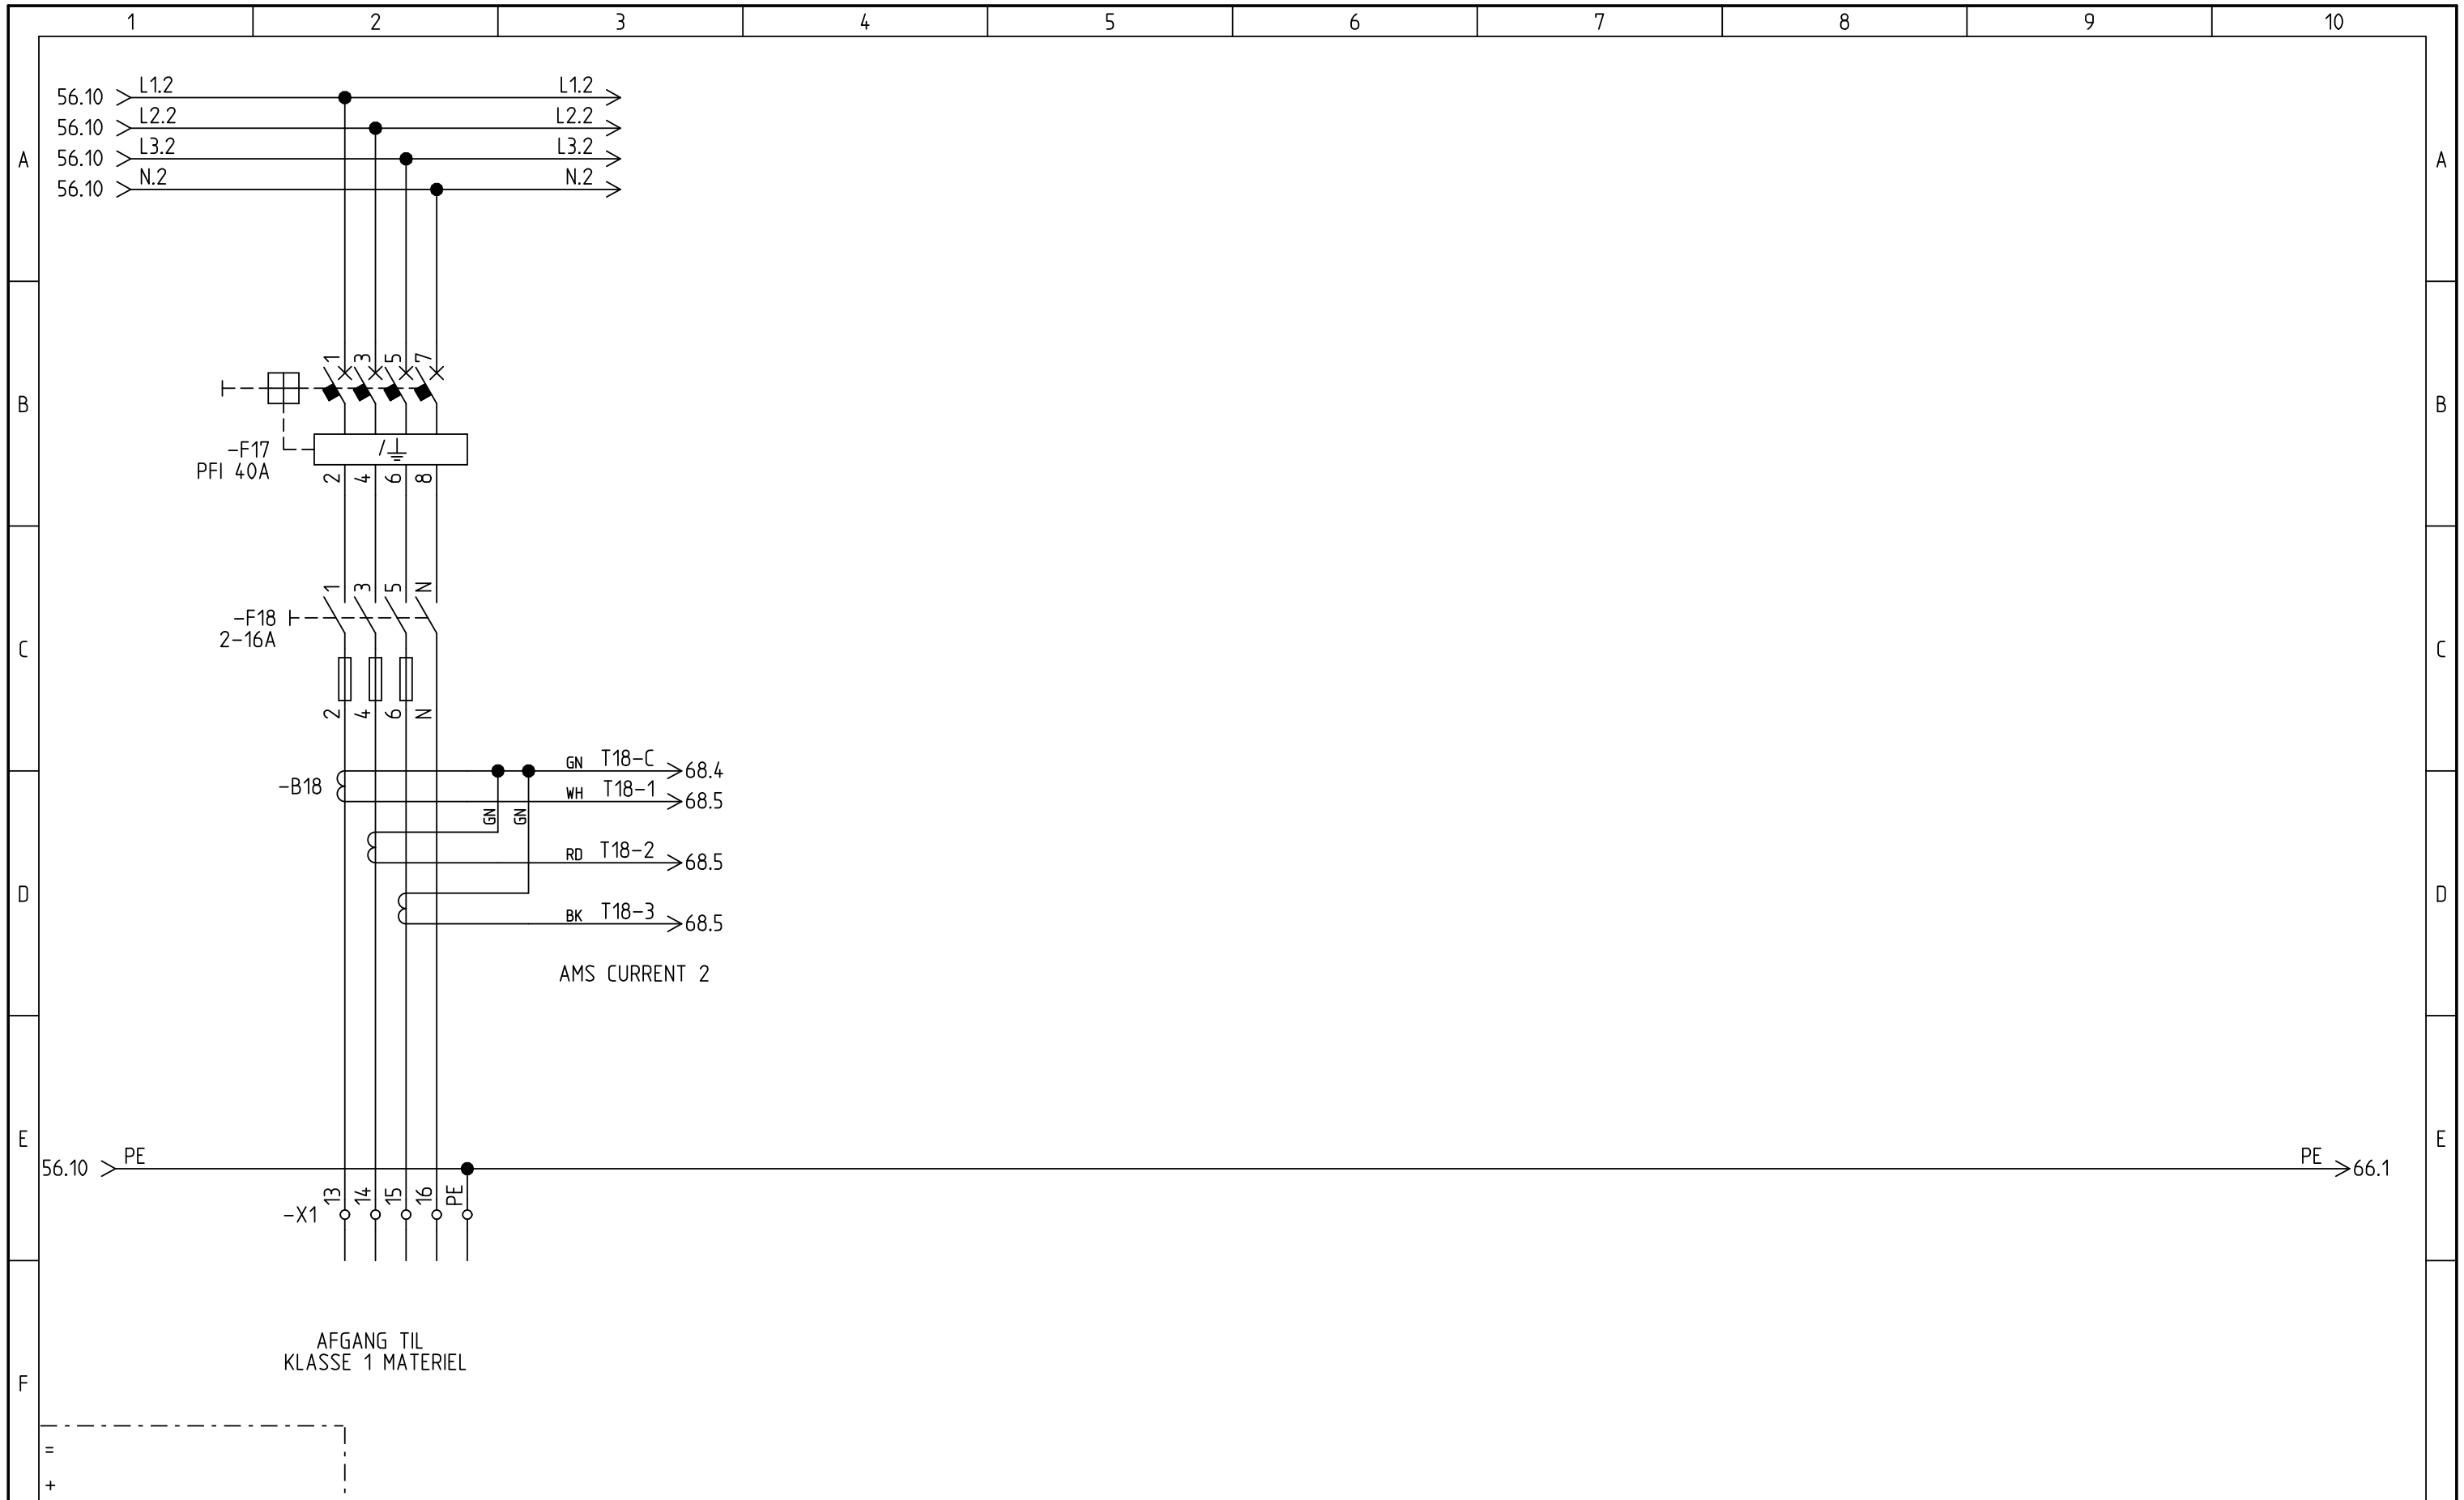 1 2 3 4 5 6 7 8 9 10
56.10 L1.2 L1.2
56.10 L2.2 L2.2
56.10 L3.2 L3.2
56.10 N.2 N.2
A A
1 3 5 7
B B
-F17
PFI 40A
2 4 6 8
1 3 5 N
-F18
2-16A
C C
2 4 6 N
GN T18-C 68.4
-B18
WH T18-1 68.5
GN GN
RD T18-2 68.5
D D
BK T18-3 68.5
AMS CURRENT 2
E E
56.10 PE PE 66.1
13 14 15 16 PE
-X1
AFGANG TIL
KLASSE 1 MATERIEL
F
=
+